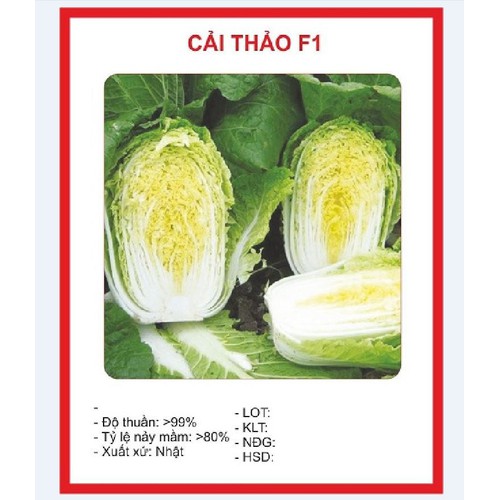 CẢI THẢO F1
-
- Độ thuần: >99%
- Tỷ lệ nảy mầm: >80%
- Xuất xứ: Nhật
- LOT:
- KLT:
- NĐG:
- HSD: